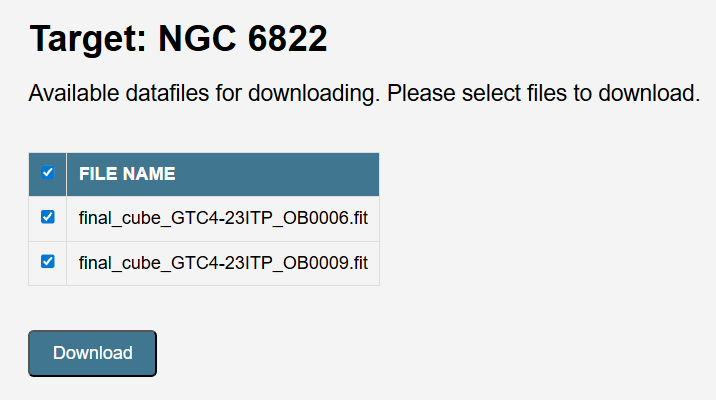 Target: NGC 6822
Available datafiles for downloading. Please select files to download.
FILE NAME
final_cube_GTC4-23ITP_OB0006.fit
final_cube_GTC4-23ITP_OB0009.fit
Download